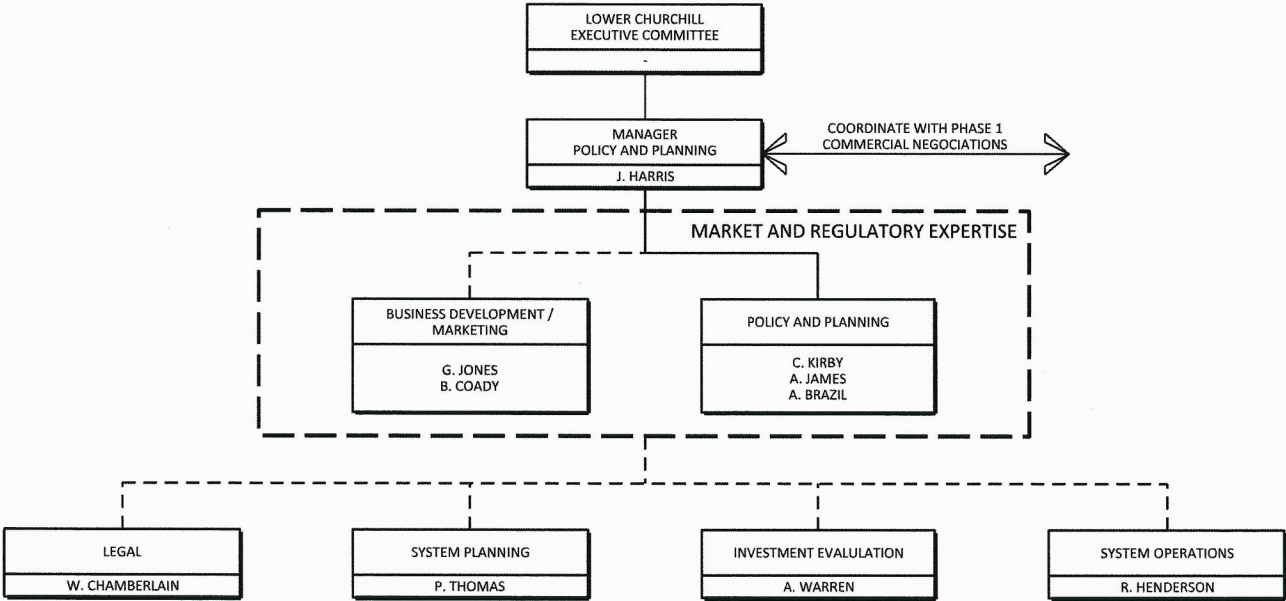 LOWER CHURCHILL
EXECUTIVE COMMITTEE
-
MANAGER
POLICY AND PLANNING
J. HARRIS
COORDINATE WITH PHASE 1
COMMERCIAL NEGOCIATIONS
MARKET AND REGULATORY EXPERTISE
BUSINESS DEVELOPMENT /
MARKETING
G. JONES
B. COADY
POLICY AND PLANNING
C. KIRBY
A. JAMES
A. BRAZIL
LEGAL
W. CHAMBERLAIN
SYSTEM PLANNING
P. THOMAS
INVESTMENT EVALULATION
A. WARREN
SYSTEM OPERATIONS
R. HENDERSON